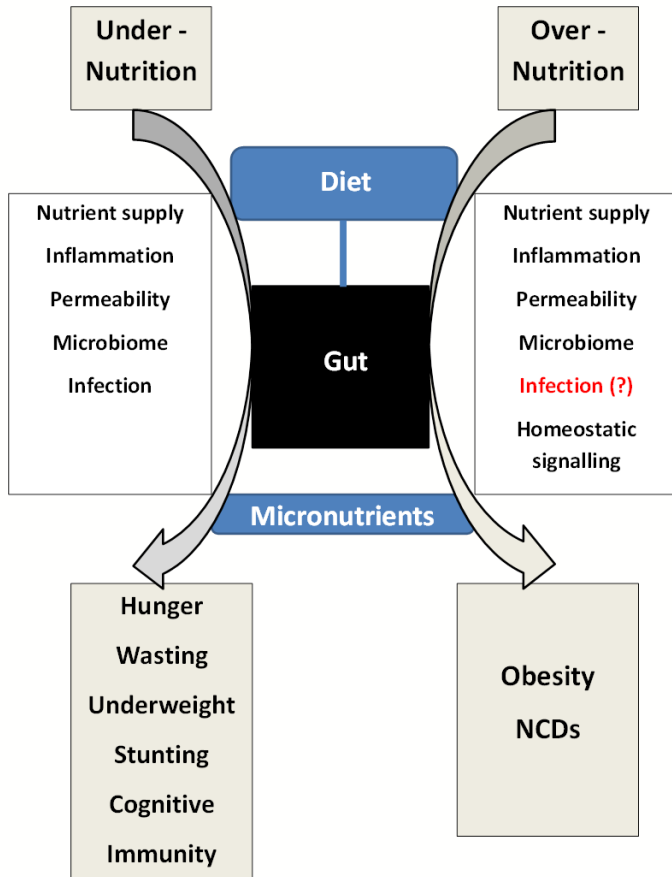 Under -
Nutrition
Over -
Nutrition
Diet
Nutrient supply
Inflammation
Permeability
Microbiome
Infection
Gut
Nutrient supply
Inflammation
Permeability
Microbiome
Infection (?)
Homeostatic
signalling
Micronutrients
Hunger
Wasting
Underweight
Stunting
Cognitive
Immunity
Obesity
NCDs